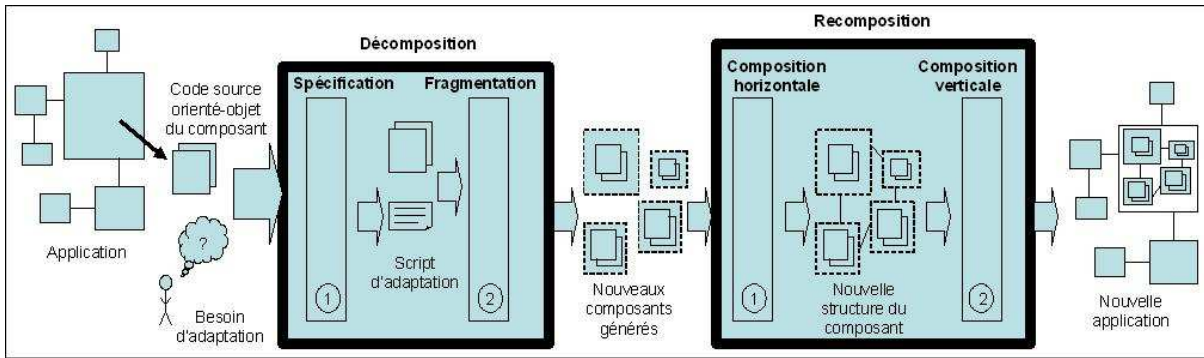 Décomposition
Recomposition
Code source
orienté-objet
du composant
Spécification
Fragmentation
Composition
horizontale
Composition
verticale
Application
?
Besoin
d'adaptation
1
Script
d'adaptation
2
Nouveaux
composants
générés
1
Nouvelle
structure du
composant
2
Nouvelle
application